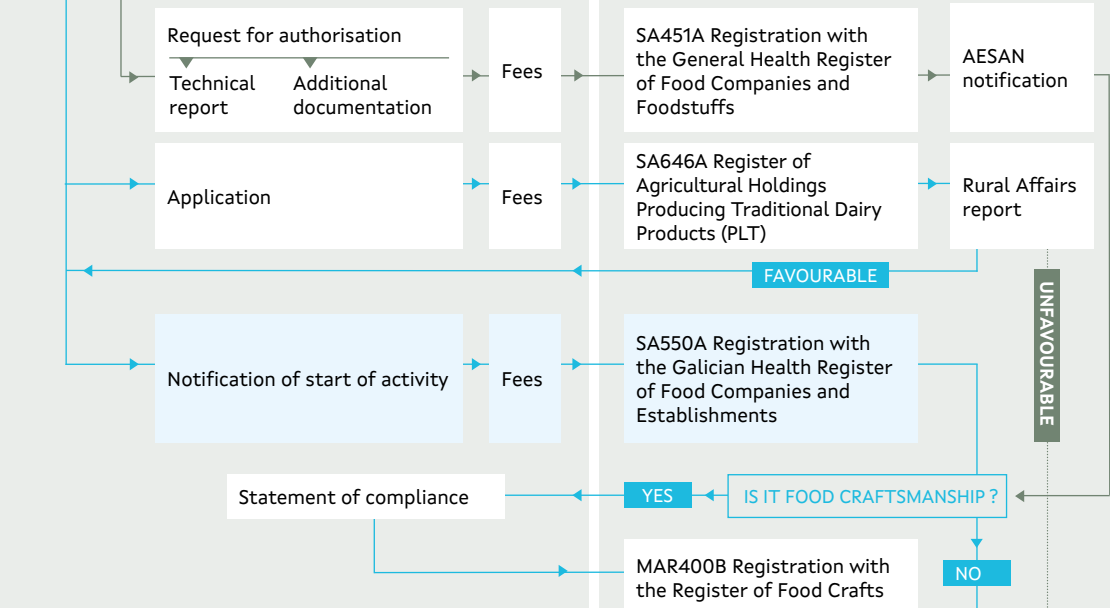 Request for authorisation
Technical
report
Additional
documentation
Fees
SA451A Registration with
the General Health Register
of Food Companies and
Foodstuffs
AESAN
notification
Application
Fees
SA646A Register of
Agricultural Holdings
Producing Traditional Dairy
Products (PLT)
Rural Affairs
report
FAVOURABLE
UNFAVOURABLE
Notification of start of activity
Fees
SA550A Registration with
the Galician Health Register
of Food Companies and
Establishments
Statement of compliance
YES
IS IT FOOD CRAFTSMANSHIP ?
MAR400B Registration with
the Register of Food Crafts
NO